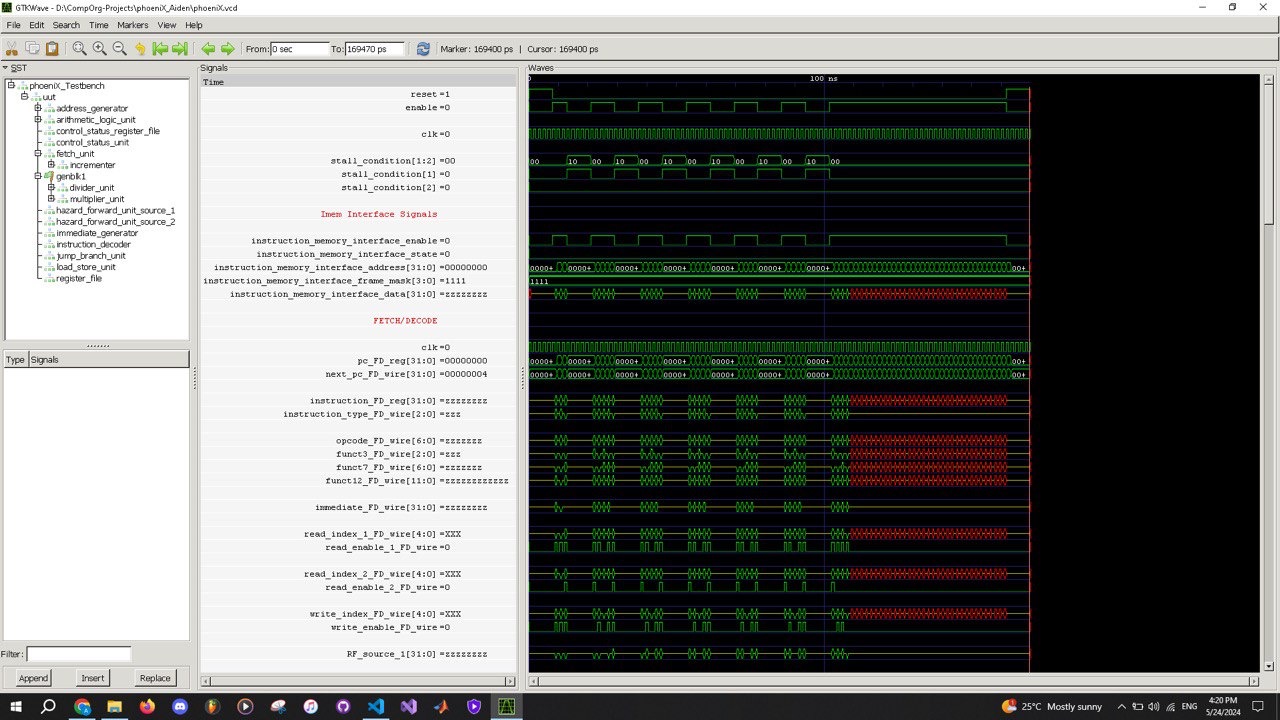 GTKWave - D:\CompOrg-Projects\phoeniX_Aiden\phoeniX.vcd
File Edit Search Time Markers View Help
From: 0 sec To: 169470 ps Marker: 169400 ps | Cursor: 169400 ps
SST
phoeniX_Testbench
uut
address_generator
arithmetic_logic_unit
control_status_register_file
control_status_unit
fetch_unit
incrementer
genblk1
divider_unit
multiplier_unit
hazard_forward_unit_source_1
hazard_forward_unit_source_2
immediate_generator
instruction_decoder
jump_branch_unit
load_store_unit
register_file
Type Signals
Filter:
Append Insert Replace
Signals
Time
reset =1
enable =0
clk =0
stall_condition[1:2] =00
stall_condition[1] =0
stall_condition[2] =0
Imem Interface Signals
instruction_memory_interface_enable =0
instruction_memory_interface_state =0
instruction_memory_interface_address[31:0] =00000000
instruction_memory_interface_frame_mask[3:0] =1111
instruction_memory_interface_data[31:0] =zzzzzzzz
FETCH/DECODE
clk =0
pc_FD_reg[31:0] =00000000
next_pc_FD_wire[31:0] =00000004
instruction_FD_reg[31:0] =zzzzzzzz
instruction_type_FD_wire[2:0] =zzz
opcode_FD_wire[6:0] =zzzzzzz
funct3_FD_wire[2:0] =zzz
funct7_FD_wire[6:0] =zzzzzzz
funct12_FD_wire[11:0] =zzzzzzzzzzzz
immediate_FD_wire[31:0] =zzzzzzzz
read_index_1_FD_wire[4:0] =XXX
read_enable_1_FD_wire =0
read_index_2_FD_wire[4:0] =XXX
read_enable_2_FD_wire =0
write_index_FD_wire[4:0] =XXX
write_enable_FD_wire =0
RF_source_1[31:0] =zzzzzzzz
Waves
0 100 ns
00 10 00 10 00 10 00 10 00 10 00 10 00
0000+ 0000+ 0000+ 0000+ 0000+ 0000+ 0000+ 00+
1111
0000+ 0000+ 0000+ 0000+ 0000+ 0000+ 0000+ 00+
0000+ 0000+ 0000+ 0000+ 0000+ 0000+ 0000+ 00+
25°C Mostly sunny
ENG
4:20 PM
5/24/2024